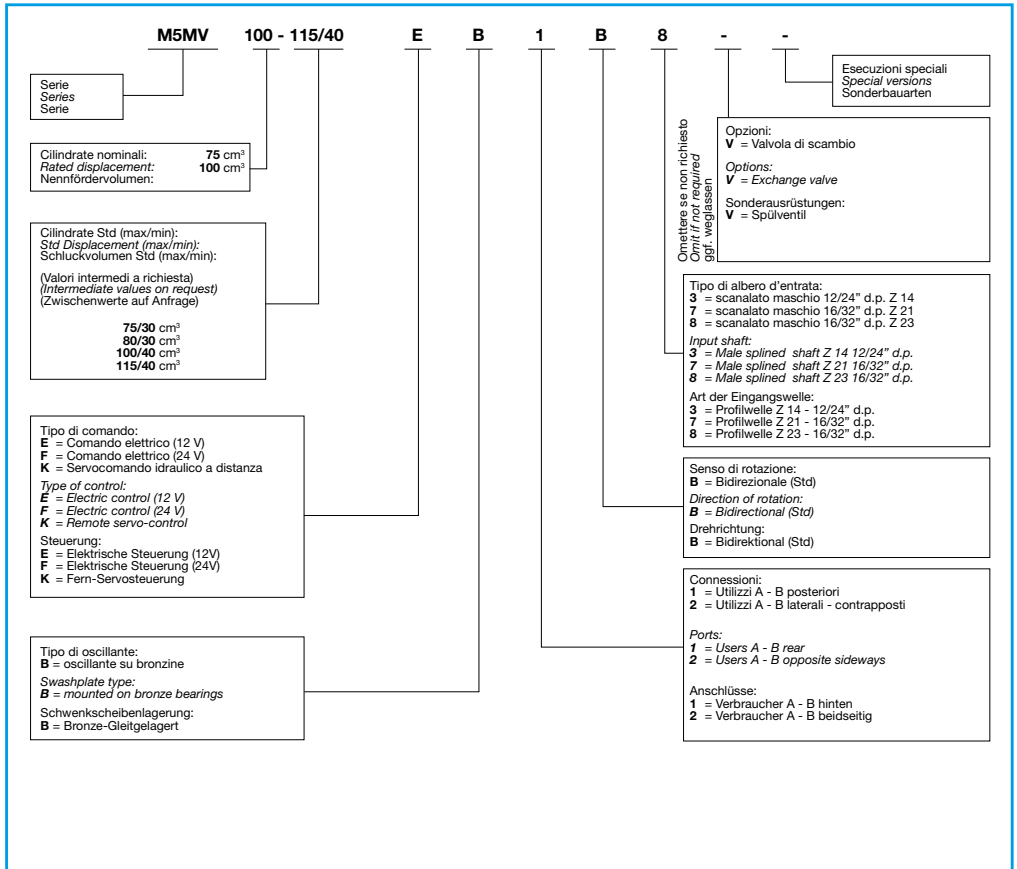 M5MV 100 - 115/40 E B 1 B 8 - -
Serie
Series
Serie
Cilindrate nominali: 75 cm³
Rated displacement: 100 cm³
Nennfördervolumen:
Cilindrate Std (max/min):
Std Displacement (max/min):
Schluckvolumen Std (max/min):
(Valori intermedi a richiesta)
(Intermediate values on request)
(Zwischenwerte auf Anfrage)
75/30 cm³
80/30 cm³
100/40 cm³
115/40 cm³
Tipo di comando:
E = Comando elettrico (12 V)
F = Comando elettrico (24 V)
K = Servocomando idraulico a distanza
Type of control:
E = Electric control (12 V)
F = Electric control (24 V)
K = Remote servo-control
Steuerung:
E = Elektrische Steuerung (12V)
F = Elektrische Steuerung (24V)
K = Fern-Servosteuerung
Tipo di oscillante:
B = oscillante su bronzine
Swashplate type:
B = mounted on bronze bearings
Schwenkscheibenlagerung:
B = Bronze-Gleitgelagert
Esecuzioni speciali
Special versions
Sonderbauarten
Omettere se non richiesto
Omit if not required
ggf. weglassen
Opzioni:
V = Valvola di scambio
Options:
V = Exchange valve
Sonderausrüstungen:
V = Spülventil
Tipo di albero d'entrata:
3 = scanalato maschio 12/24” d.p. Z 14
7 = scanalato maschio 16/32” d.p. Z 21
8 = scanalato maschio 16/32” d.p. Z 23
Input shaft:
3 = Male splined shaft Z 14 12/24” d.p.
7 = Male splined shaft Z 21 16/32” d.p.
8 = Male splined shaft Z 23 16/32” d.p.
Art der Eingangswelle:
3 = Profilwelle Z 14 - 12/24” d.p.
7 = Profilwelle Z 21 - 16/32” d.p.
8 = Profilwelle Z 23 - 16/32” d.p.
Senso di rotazione:
B = Bidirezionale (Std)
Direction of rotation:
B = Bidirectional (Std)
Drehrichtung:
B = Bidirektional (Std)
Connessioni:
1 = Utilizzi A - B posteriori
2 = Utilizzi A - B laterali - contrapposti
Ports:
1 = Users A - B rear
2 = Users A - B opposite sideways
Anschlüsse:
1 = Verbraucher A - B hinten
2 = Verbraucher A - B beidseitig